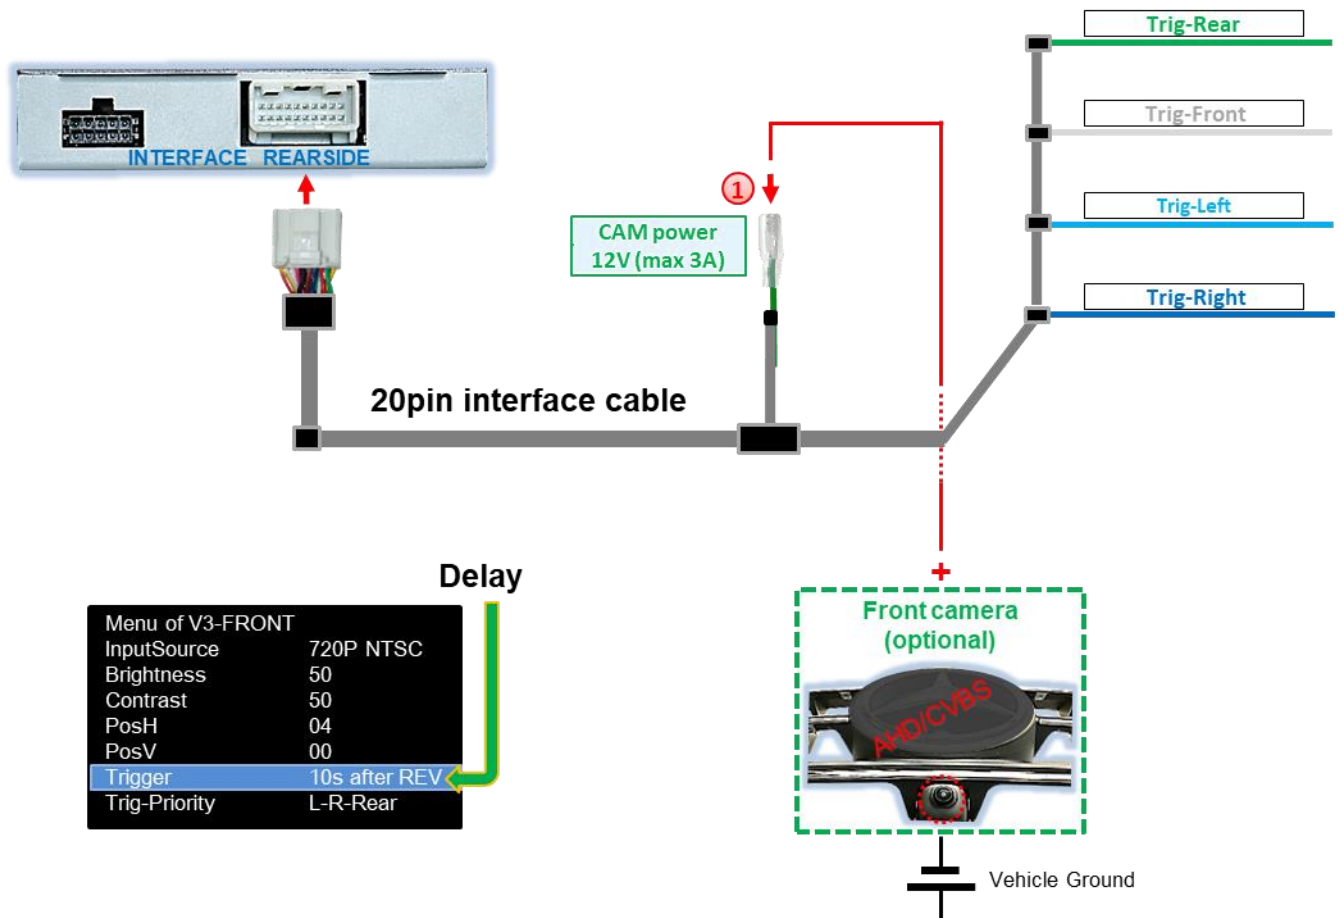 Trig-Rear
Trig-Front
Trig-Left
Trig-Right
INTERFACE REARSIDE
1
CAM power
12V (max 3A)
20pin interface cable
Delay
Menu of V3-FRONT
InputSource 720P NTSC
Brightness 50
Contrast 50
PosH 04
PosV 00
Trigger 10s after REV
Trig-Priority L-R-Rear
+
Front camera
(optional)
AHD/CVBS
Vehicle Ground